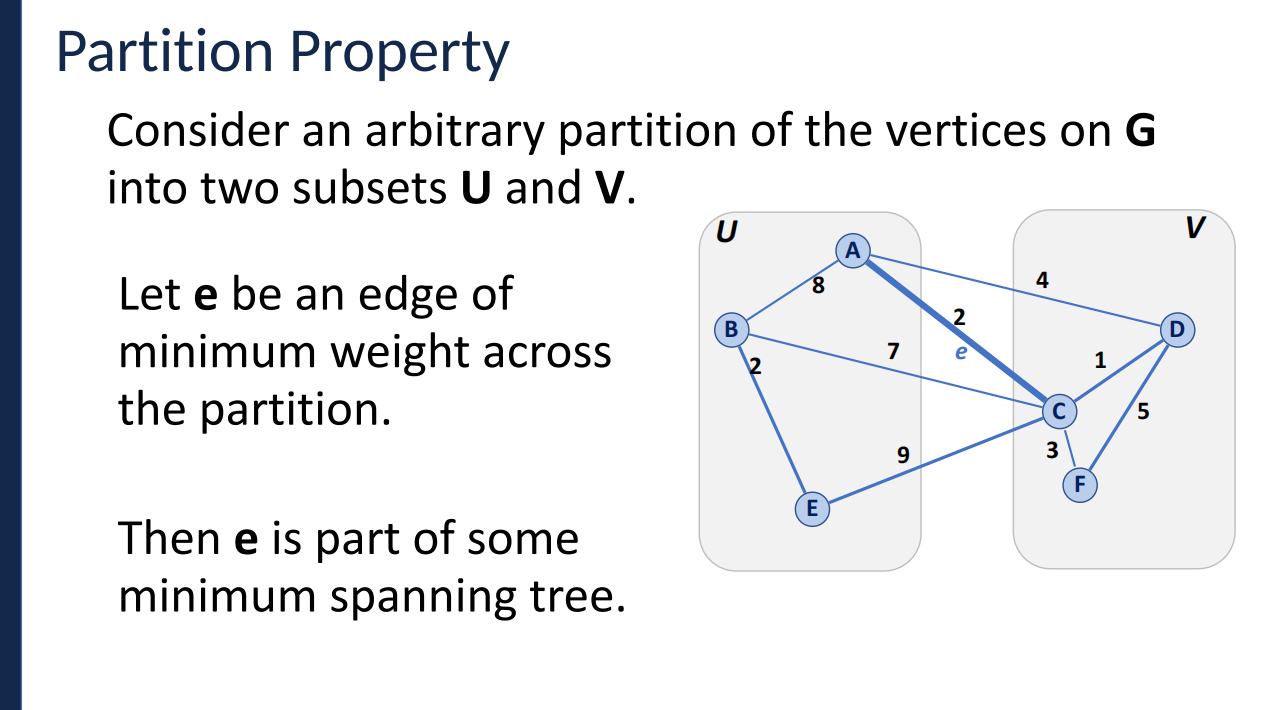 Partition Property
Consider an arbitrary partition of the vertices on G
into two subsets U and V.
Let e be an edge of
minimum weight across
the partition.
Then e is part of some
minimum spanning tree.
U
V
A
8
4
2
B
D
e
7
1
2
C
5
3
9
F
E